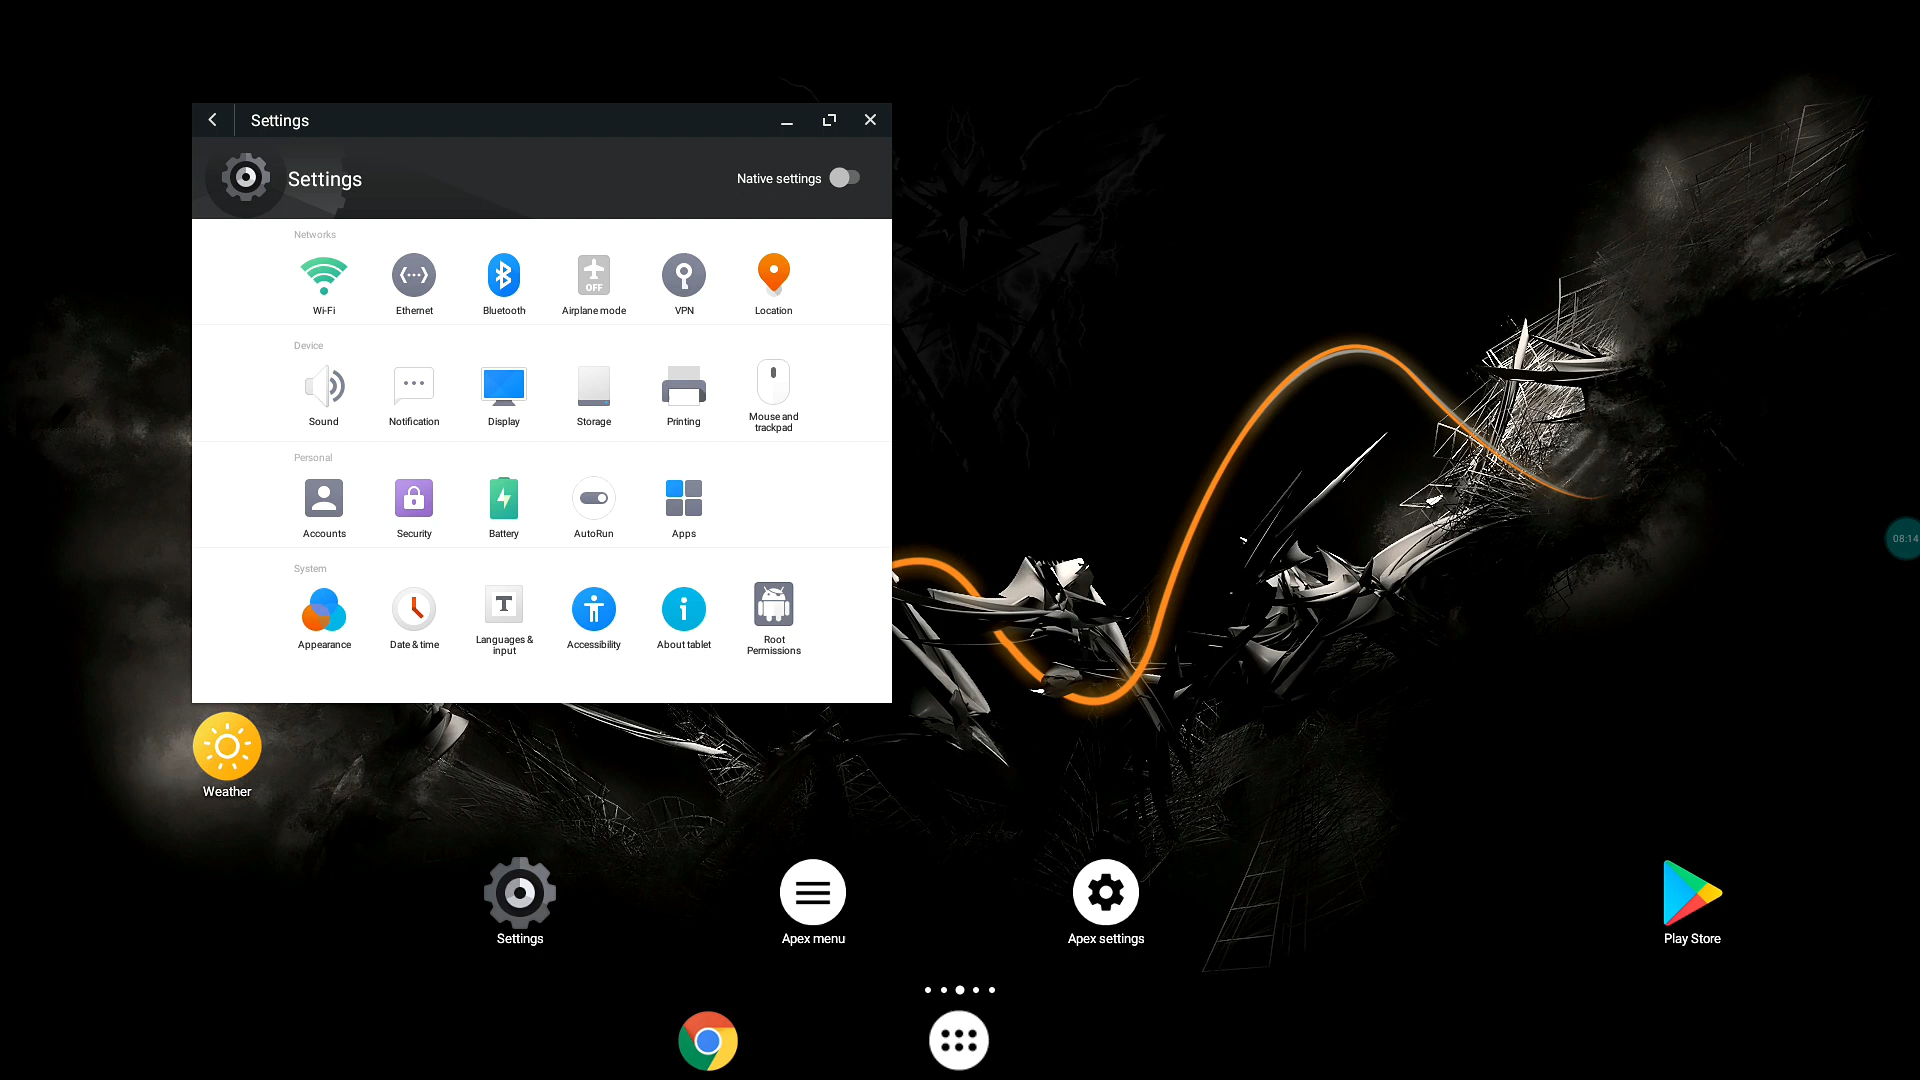 Settings
Settings
Native settings
Networks
Wi-Fi
Ethernet
Bluetooth
OFF
Airplane mode
VPN
Location
Device
Sound
Notification
Display
Storage
Printing
Mouse and
trackpad
Personal
Accounts
Security
Battery
AutoRun
Apps
System
Appearance
Date & time
T
Languages &
input
Accessibility
About tablet
Root
Permissions
08:14
Weather
Settings
Apex menu
Apex settings
Play Store